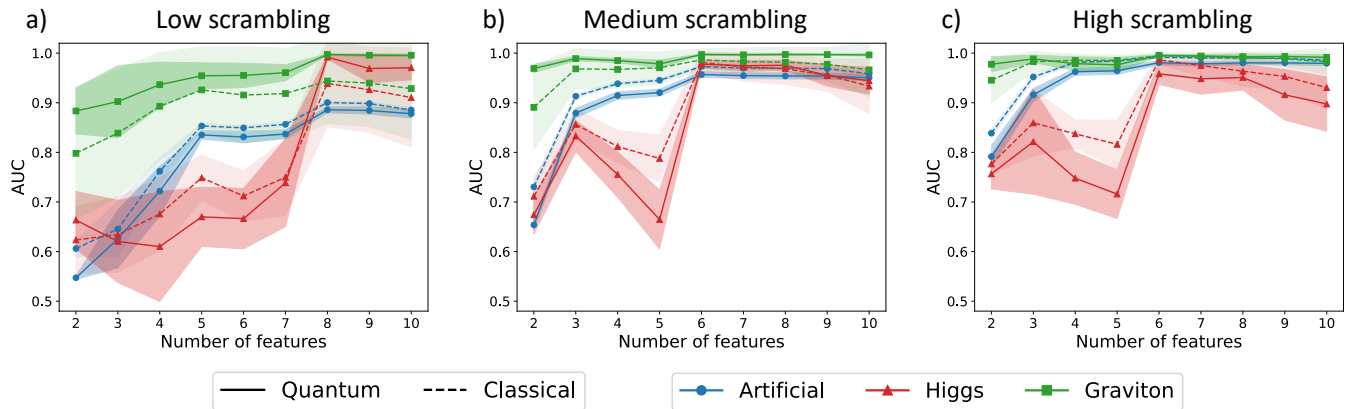 a) Low scrambling
AUC
1.0
0.9
0.8
0.7
0.6
0.5
2 3 4 5 6 7 8 9 10
Number of features
b) Medium scrambling
AUC
1.0
0.9
0.8
0.7
0.6
0.5
2 3 4 5 6 7 8 9 10
Number of features
c) High scrambling
AUC
1.0
0.9
0.8
0.7
0.6
0.5
2 3 4 5 6 7 8 9 10
Number of features
Quantum Classical
Artificial Higgs Graviton